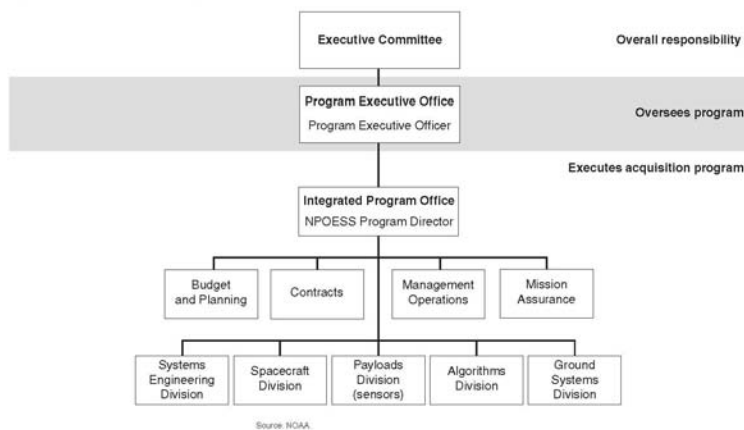 Executive Committee
Overall responsibility
Program Executive Office
Program Executive Officer
Oversees program
Executes acquisition program
Integrated Program Office
NPOESS Program Director
Budget
and Planning
Contracts
Management
Operations
Mission
Assurance
Systems
Engineering
Division
Spacecraft
Division
Payloads
Division
(sensors)
Algorithms
Division
Ground
Systems
Division
Source: NOAA.